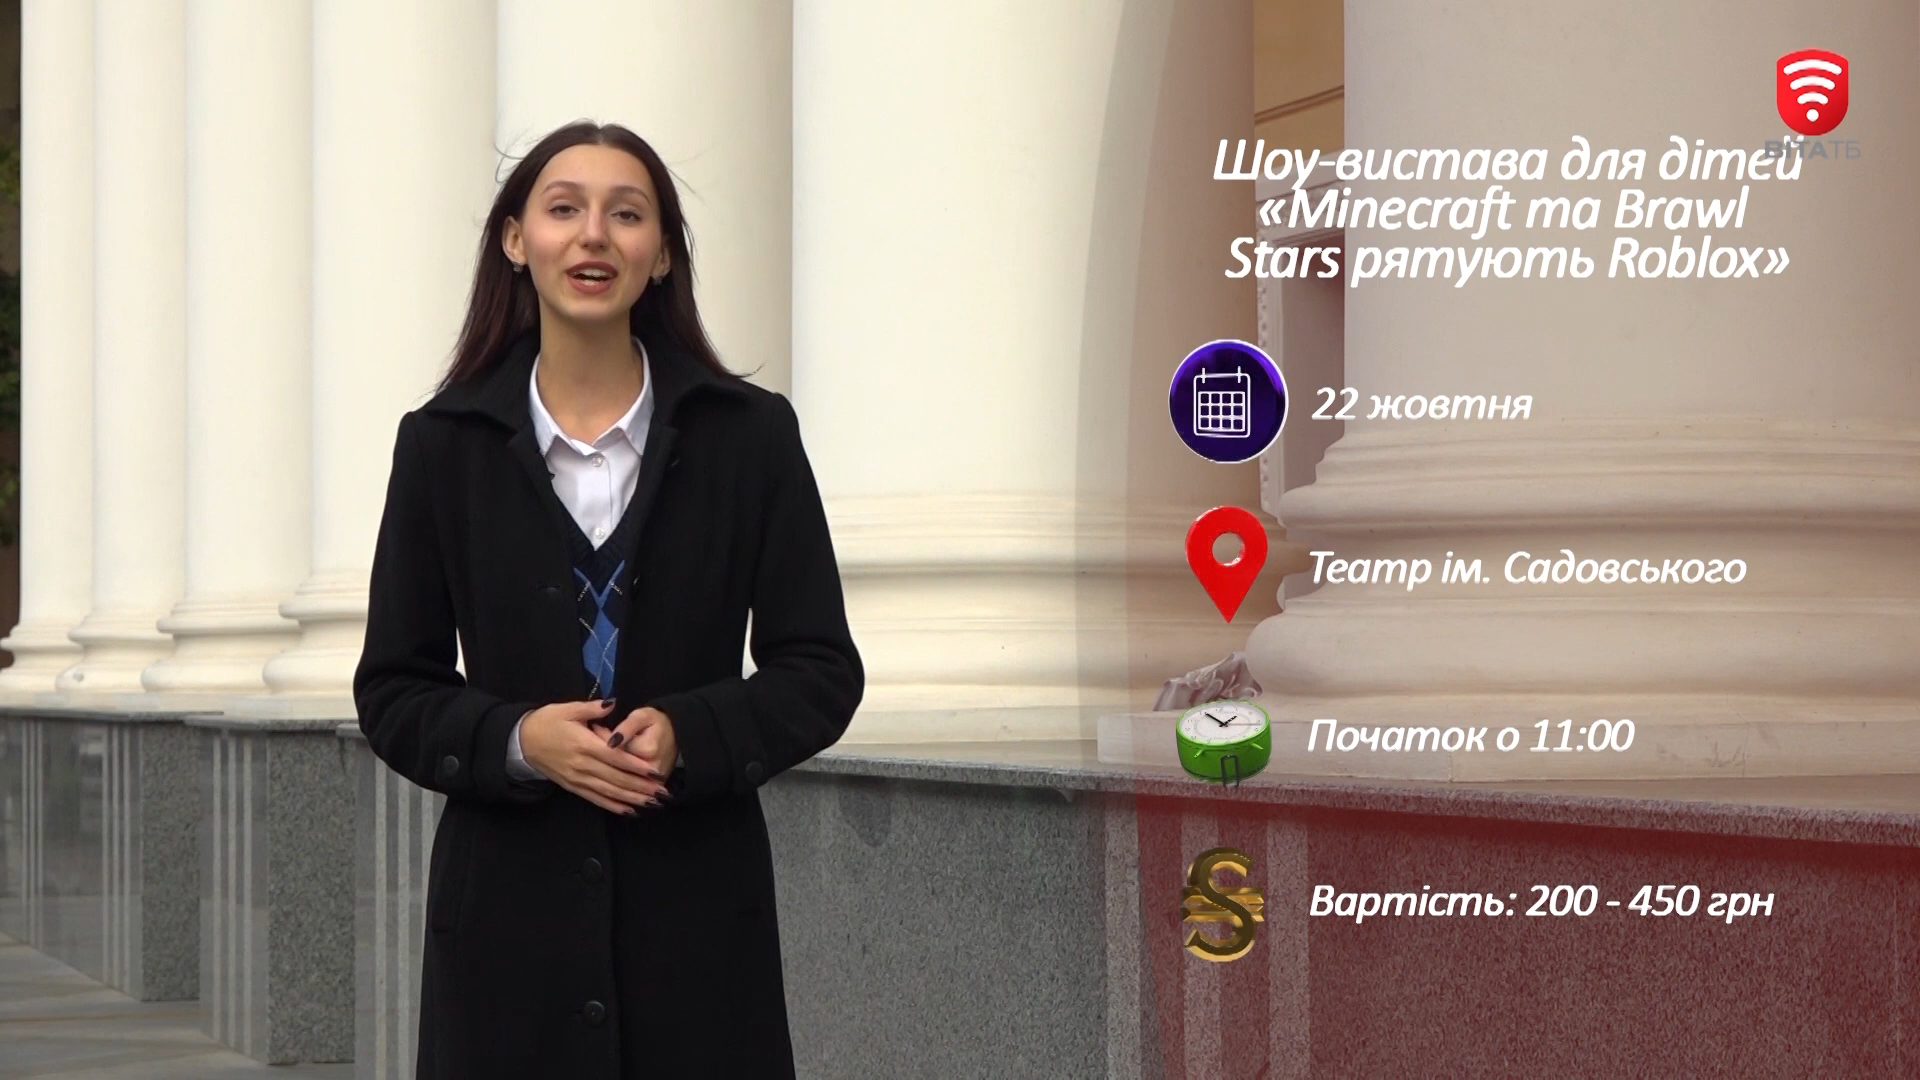 ВІТАТБ
Шоу-вистава для дітей
«Minecraft та Brawl
Stars рятують Roblox»
22 жовтня
Театр ім. Садовського
Початок о 11:00
Вартість: 200 - 450 грн